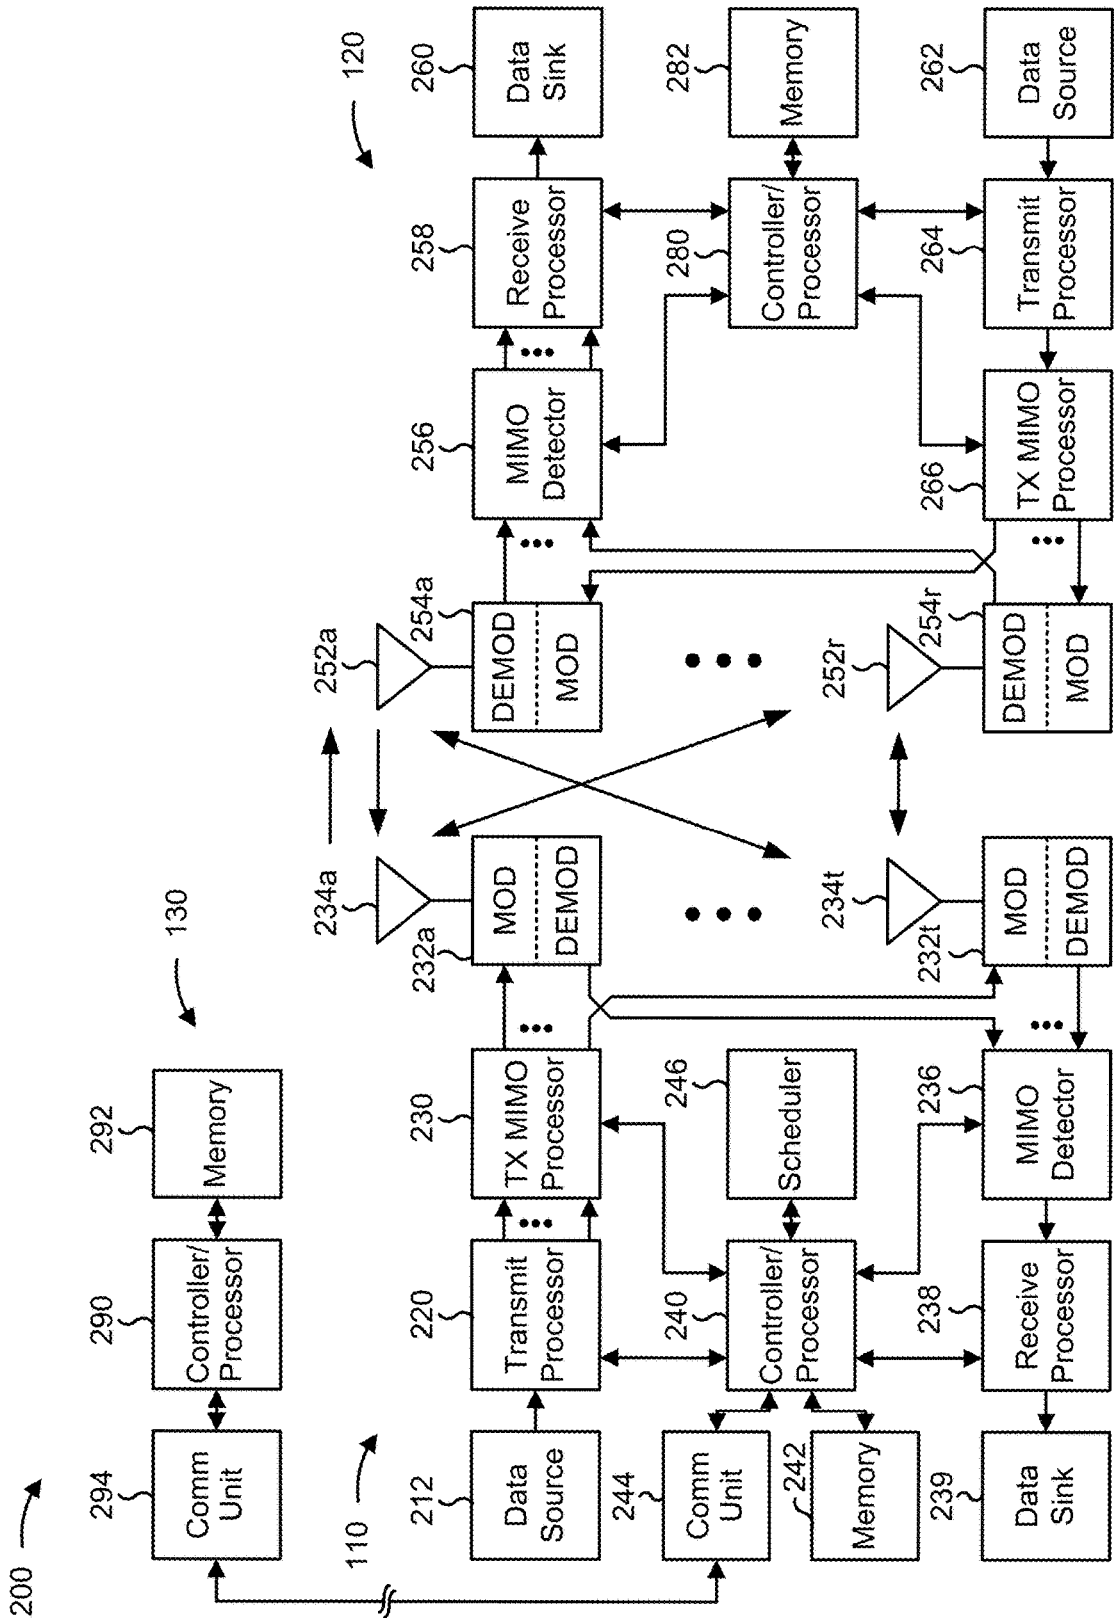 200
130
294
Comm
Unit
290
Controller/
Processor
292
Memory
110
120
212
Data
Source
220
Transmit
Processor
230
TX MIMO
Processor
232a
MOD
DEMOD
234a
252a
254a
DEMOD
MOD
256
MIMO
Detector
258
Receive
Processor
260
Data
Sink
244
Comm
Unit
242
Memory
240
Controller/
Processor
246
Scheduler
280
Controller/
Processor
282
Memory
239
Data
Sink
238
Receive
Processor
236
MIMO
Detector
232t
MOD
DEMOD
234t
252r
254r
DEMOD
MOD
266
TX MIMO
Processor
264
Transmit
Processor
262
Data
Source